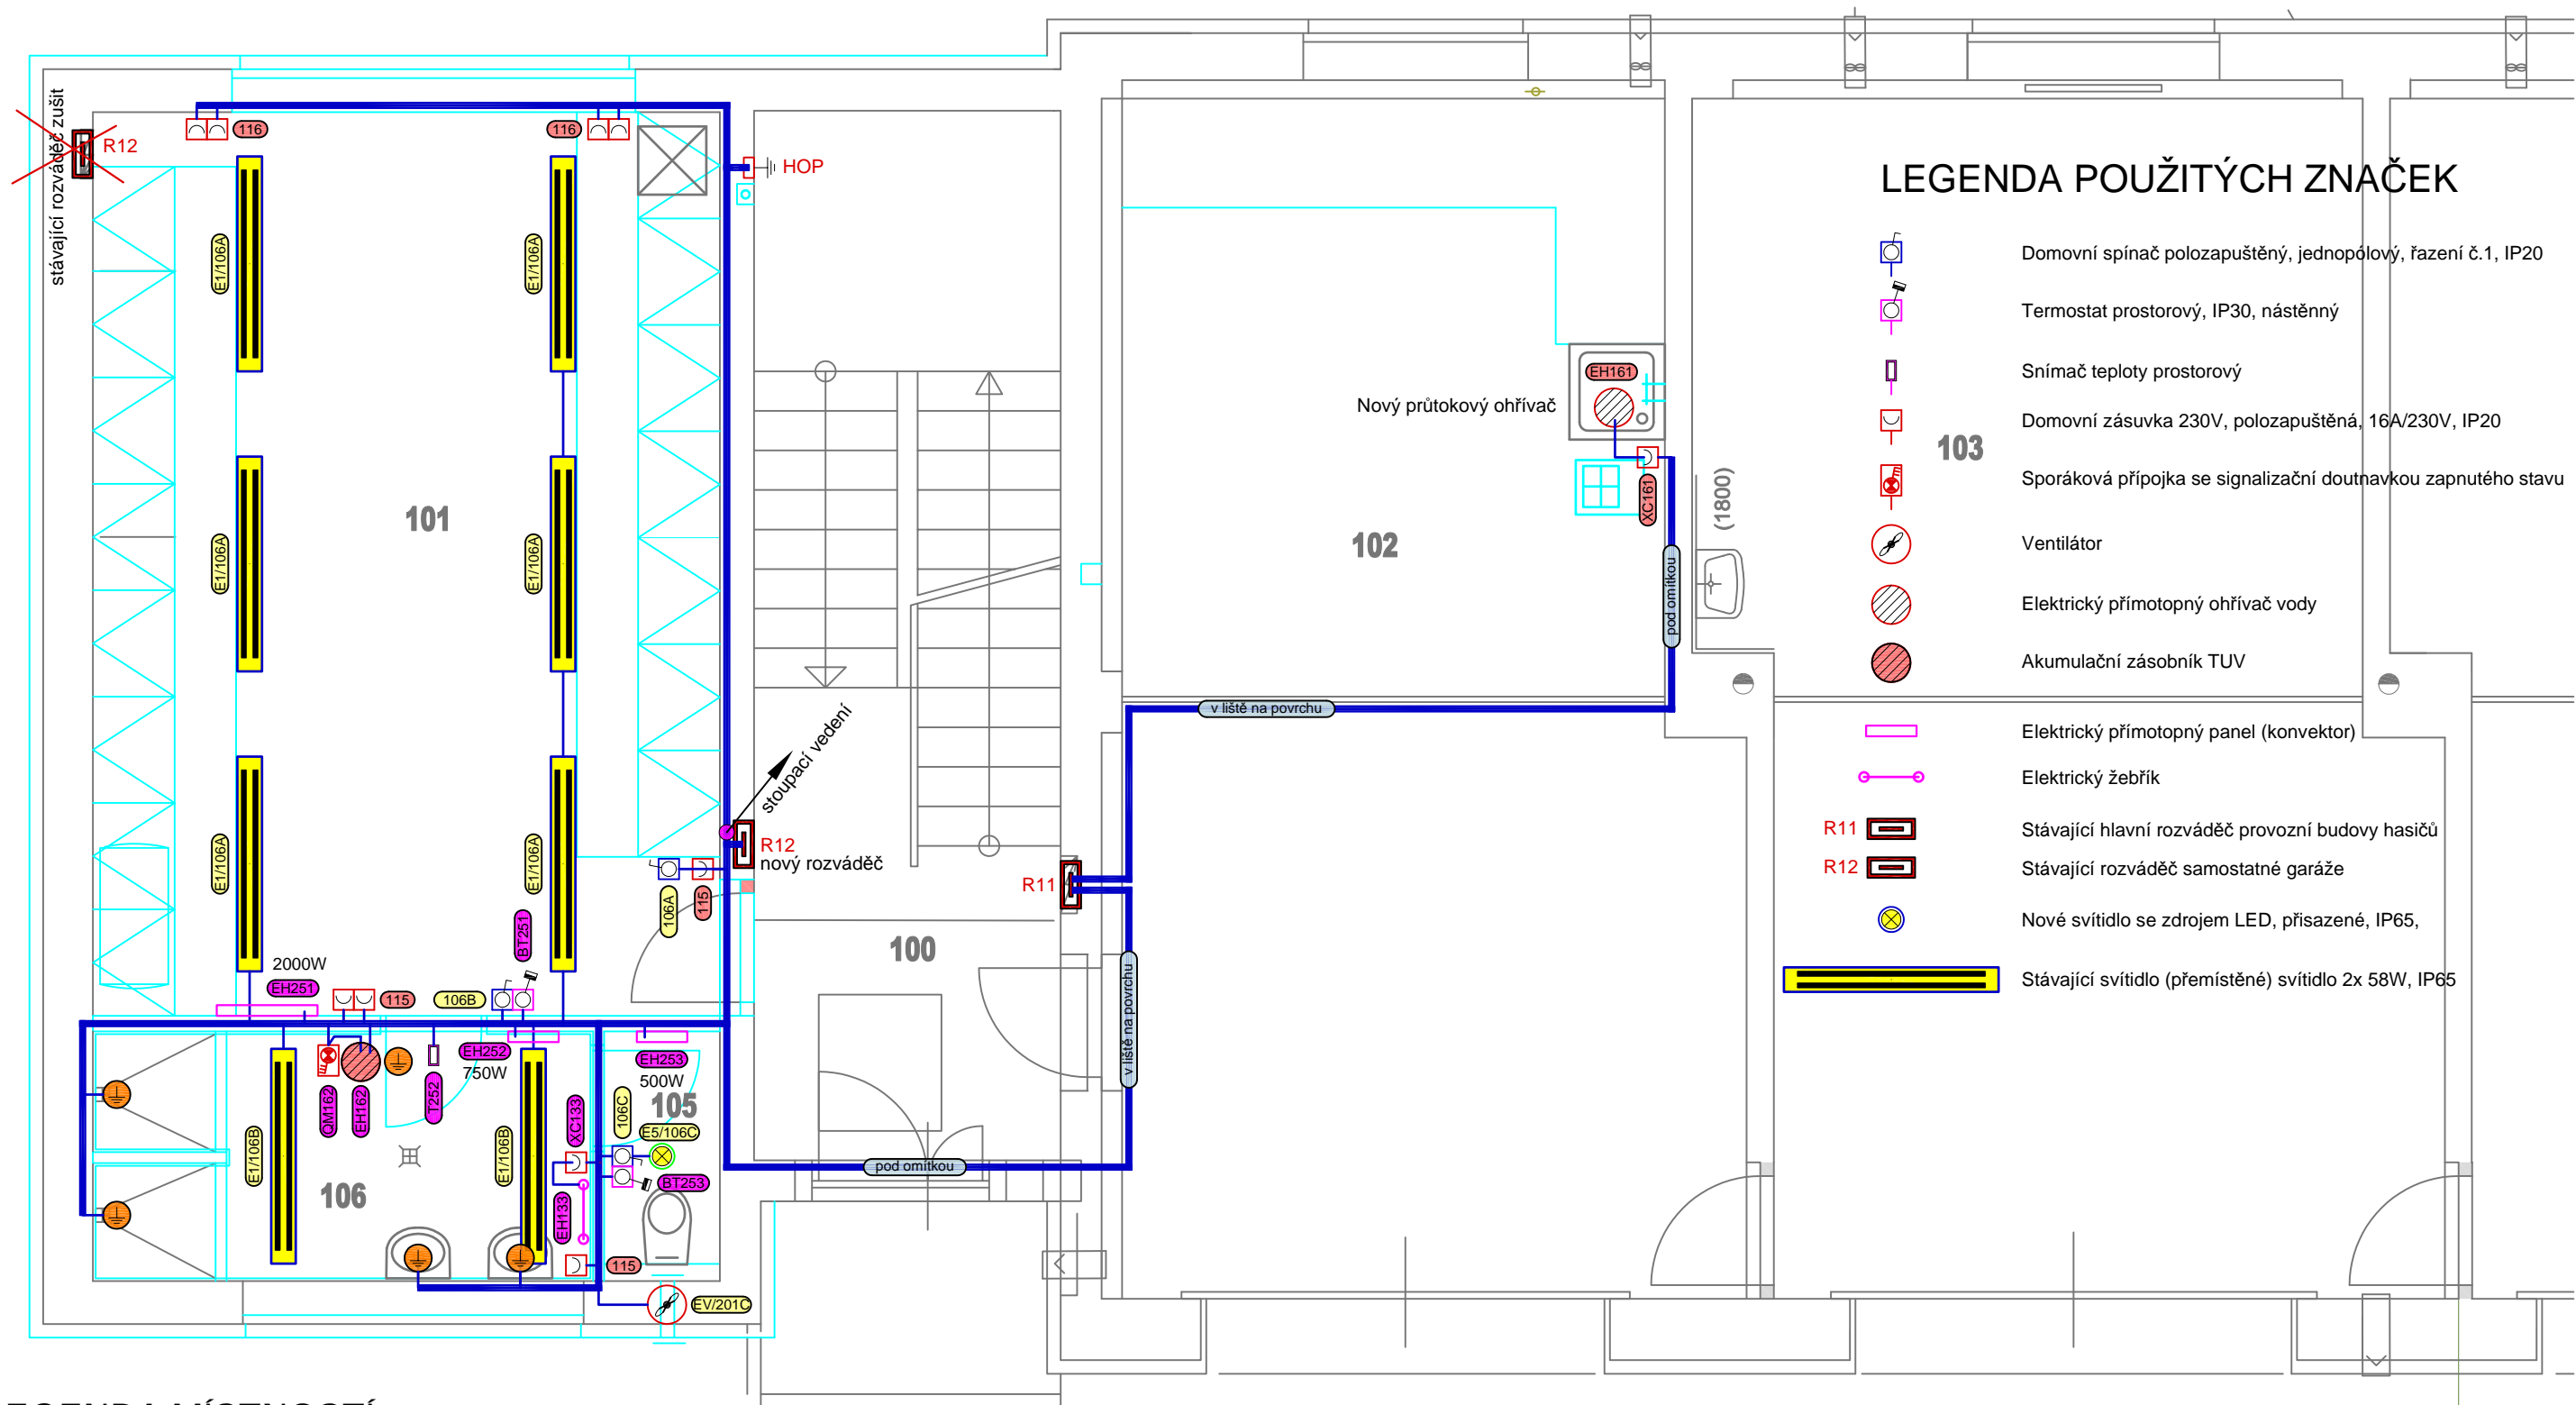 stávající rozváděč zušit
R12
116
116
HOP
E1/106A
E1/106A
101
E1/106A
E1/106A
E1/106A
E1/106A
stoupací vedení
R12
nový rozváděč
106A
115
BT251
2000W
EH251
115
106B
QM162
EH162
T252
EH252
750W
EH253
500W
105
106C
E5/106C
XC133
BT253
E1/106B
E1/106B
106
EH133
115
EV/201C
100
R11
pod omítkou
v liště na povrchu
v liště na povrchu
pod omítkou
Nový průtokový ohřívač
EH161
XC161
102
103
(1800)
LEGENDA POUŽITÝCH ZNAČEK
Domovní spínač polozapuštěný, jednopólový, řazení č.1, IP20
Termostat prostorový, IP30, nástěnný
Snímač teploty prostorový
Domovní zásuvka 230V, polozapuštěná, 16A/230V, IP20
Sporáková přípojka se signalizační doutnavkou zapnutého stavu
Ventilátor
Elektrický přímotopný ohřívač vody
Akumulační zásobník TUV
Elektrický přímotopný panel (konvektor)
Elektrický žebřík
R11 Stávající hlavní rozváděč provozní budovy hasičů
R12 Stávající rozváděč samostatné garáže
Nové svítidlo se zdrojem LED, přisazené, IP65,
Stávající svítidlo (přemístěné) svítidlo 2x 58W, IP65